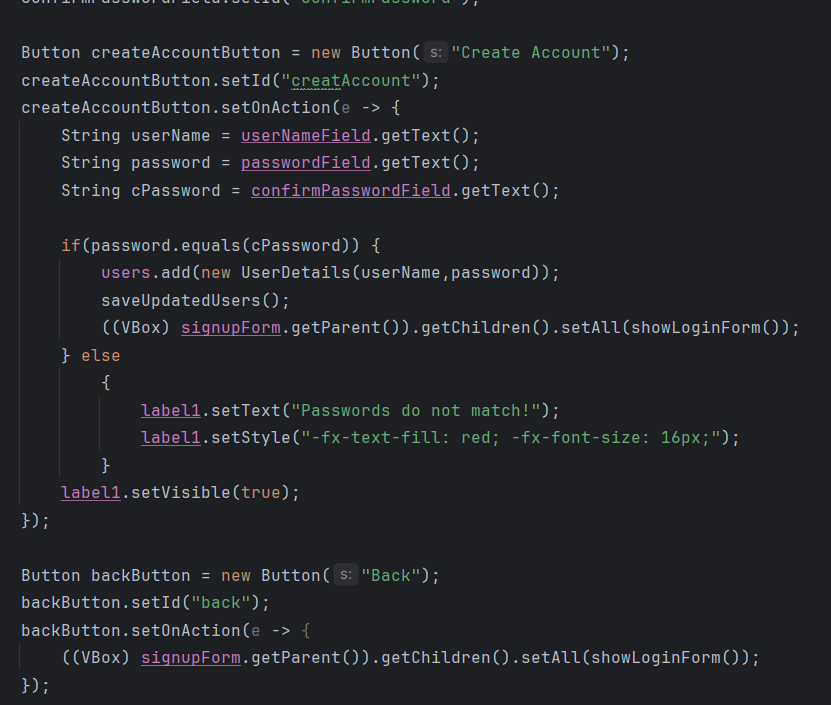 confirmPasswordField.setId("confirmPassword");
Button createAccountButton = new Button( s: "Create Account");
createAccountButton.setId("creatAccount");
createAccountButton.setOnAction(e -> {
String userName = userNameField.getText();
String password = passwordField.getText();
String cPassword = confirmPasswordField.getText();
if(password.equals(cPassword)) {
users.add(new UserDetails(userName,password));
saveUpdatedUsers();
((VBox) signupForm.getParent()).getChildren().setAll(showLoginForm());
} else
{
label1.setText("Passwords do not match!");
label1.setStyle("-fx-text-fill: red; -fx-font-size: 16px;");
}
label1.setVisible(true);
});
Button backButton = new Button( s: "Back");
backButton.setId("back");
backButton.setOnAction(e -> {
((VBox) signupForm.getParent()).getChildren().setAll(showLoginForm());
});